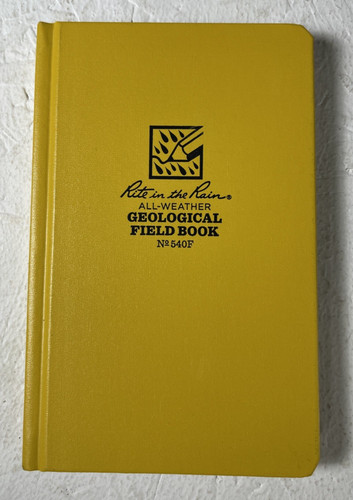 Rite in the Rain®
ALL-WEATHER
GEOLOGICAL
FIELD BOOK
Nº 540F